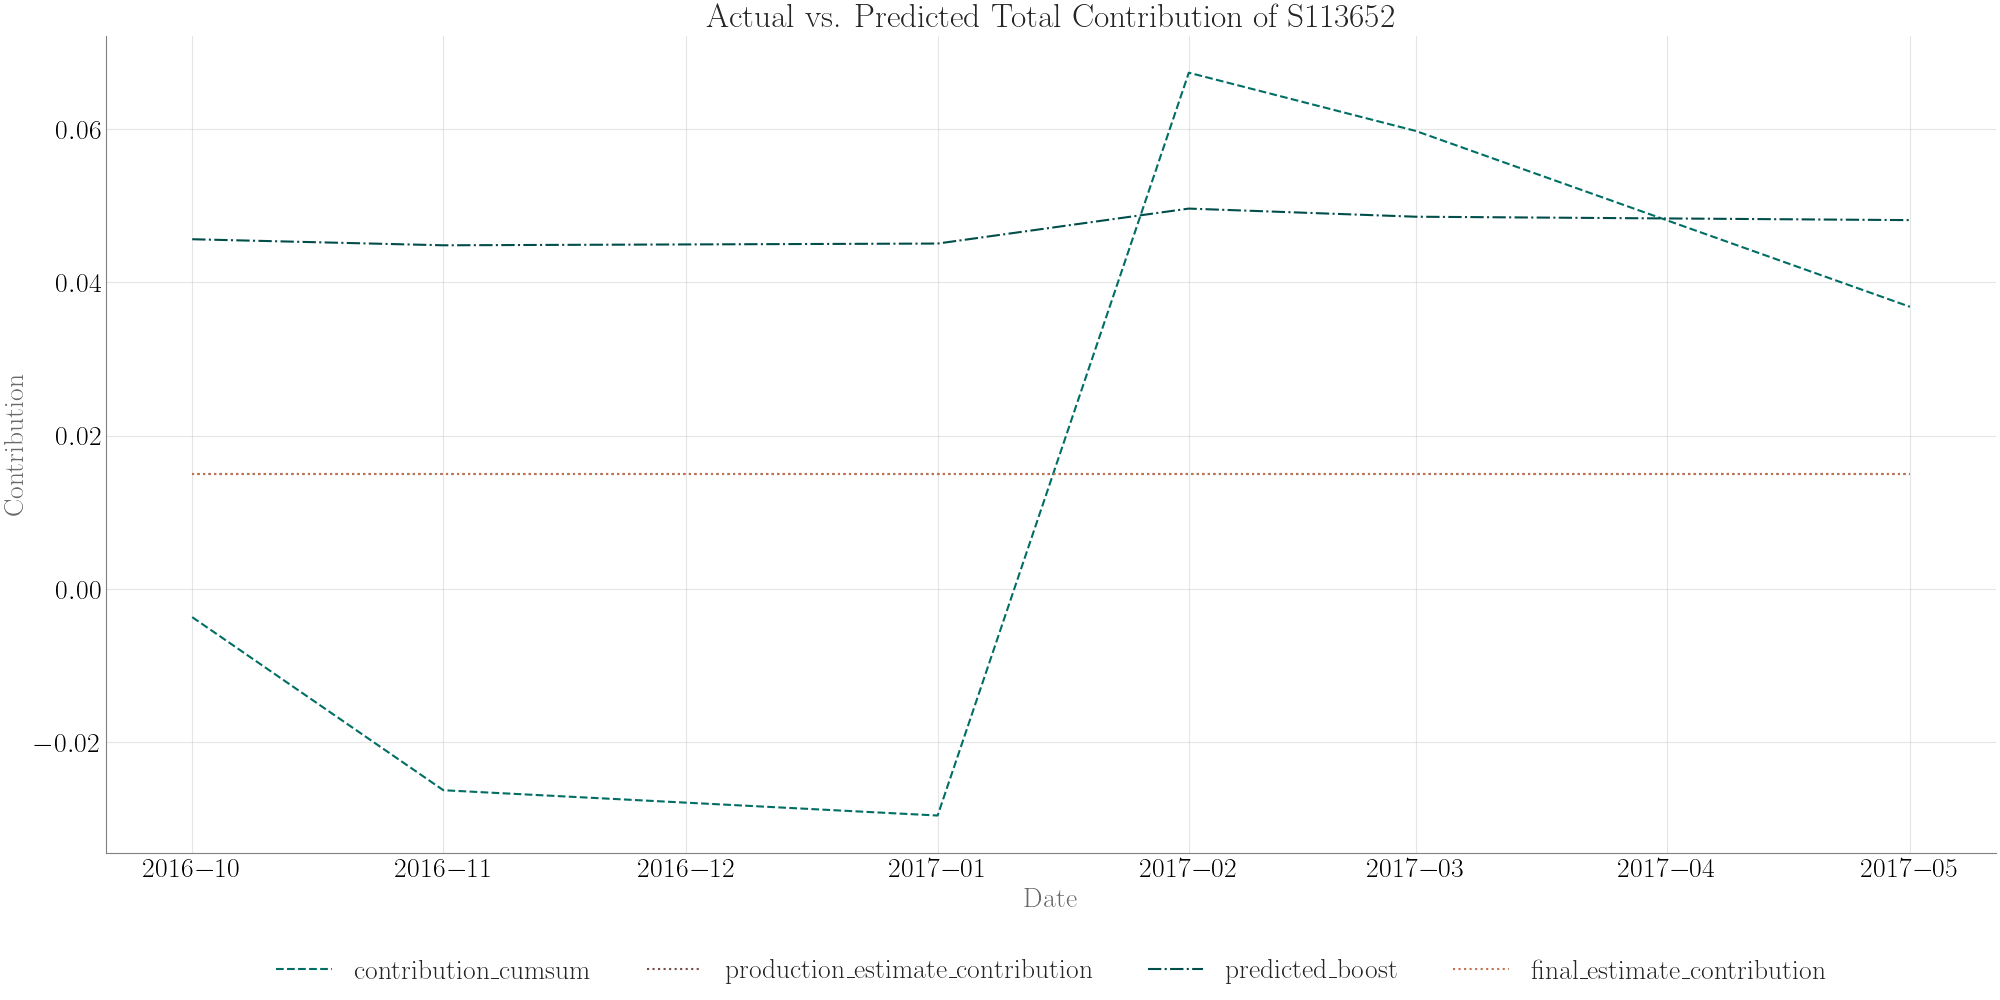 Actual vs. Predicted Total Contribution of S113652
Contribution
0.06
0.04
0.02
0.00
−0.02
2016−10 2016−11 2016−12 2017−01 2017−02 2017−03 2017−04 2017−05
Date
contribution_cumsum production_estimate_contribution predicted_boost final_estimate_contribution